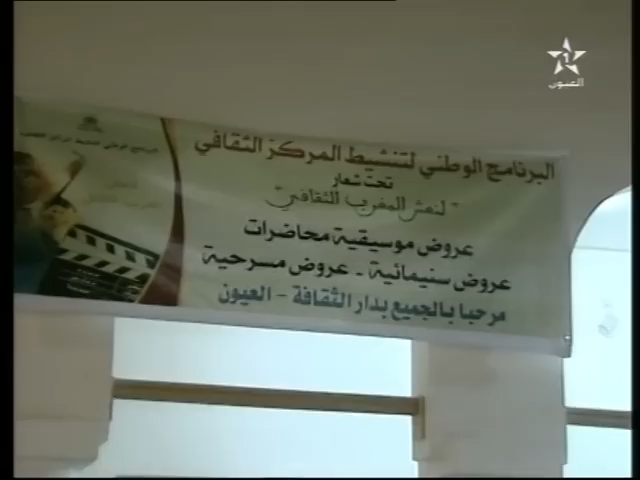 العيون
البرنامج الوطني لتنشيط المركز الثقافي
تحت شعار
"لنعش المغرب الثقافي"
عروض موسيقية محاضرات
عروض سنيمائية - عروض مسرحية
مرحبا بالجميع بدار الثقافة - العيون